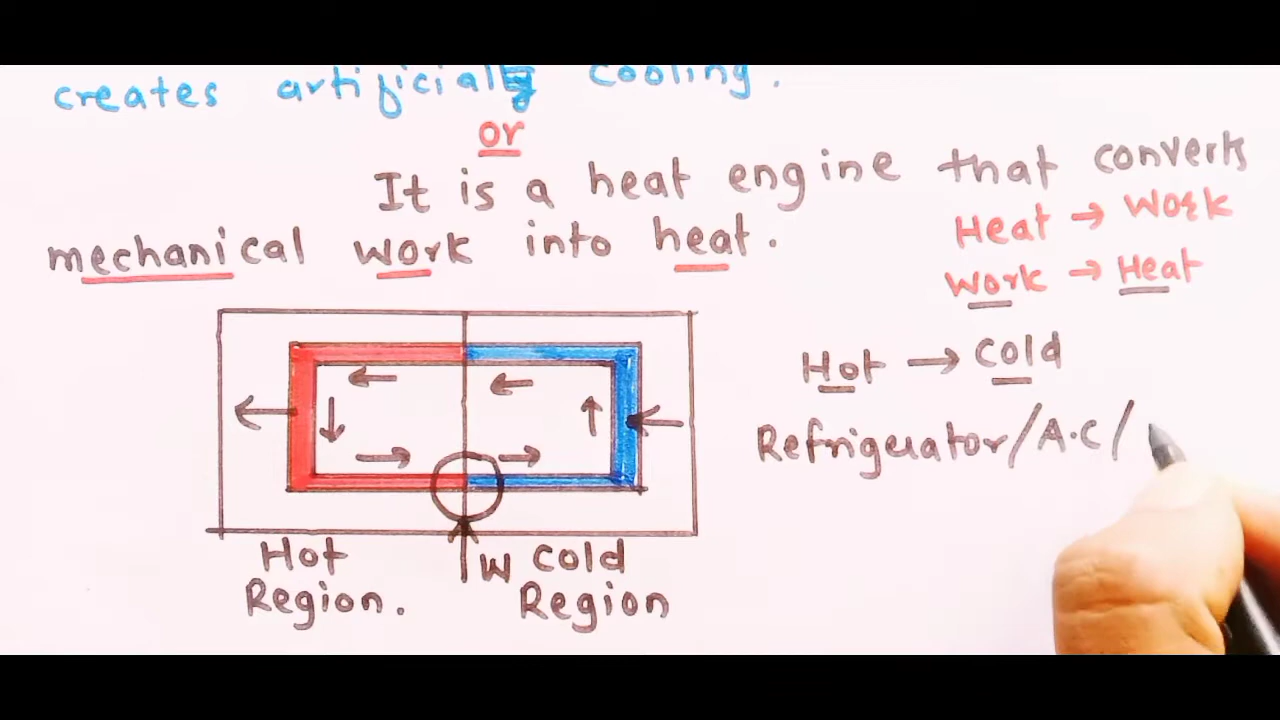 creates artificial cooling.
or
It is a heat engine that converts
mechanical work into heat.
Heat → Work
Work → Heat
Hot → Cold
Refrigerator/A.C/
W
Hot
Region.
Cold
Region